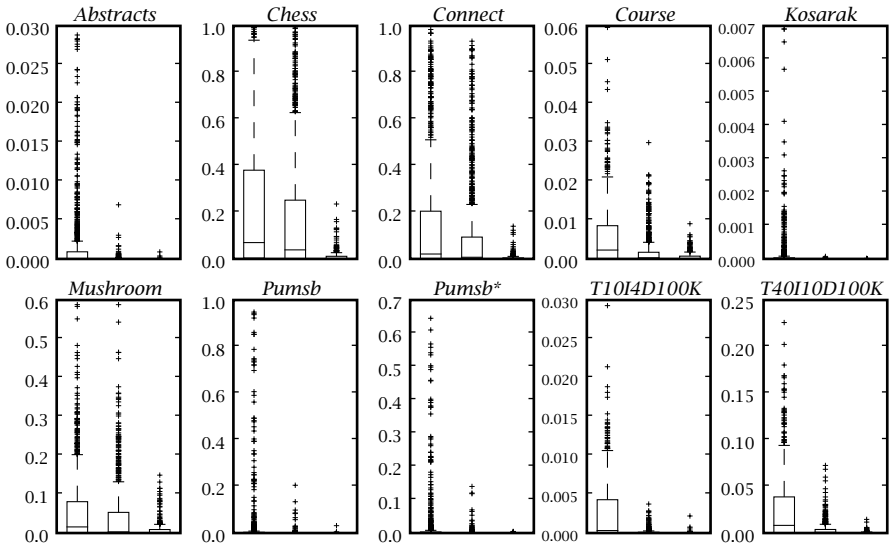 Abstracts Chess Connect Course Kosarak
0.030 1.0 1.0 0.06 0.007
0.025 0.8 0.8 0.05 0.006
0.020 0.6 0.6 0.04 0.005
0.015 0.4 0.4 0.03 0.004
0.010 0.2 0.2 0.02 0.003
0.005 0.0 0.0 0.01 0.002
0.000 0.00 0.001
0.000
Mushroom Pumsb Pumsb* T10I4D100K T40I10D100K
0.6 1.0 0.7 0.030 0.25
0.5 0.8 0.6 0.025 0.20
0.4 0.6 0.5 0.020 0.15
0.3 0.4 0.4 0.015 0.10
0.2 0.2 0.3 0.010 0.05
0.1 0.0 0.2 0.005 0.00
0.0 0.1 0.000
0.0